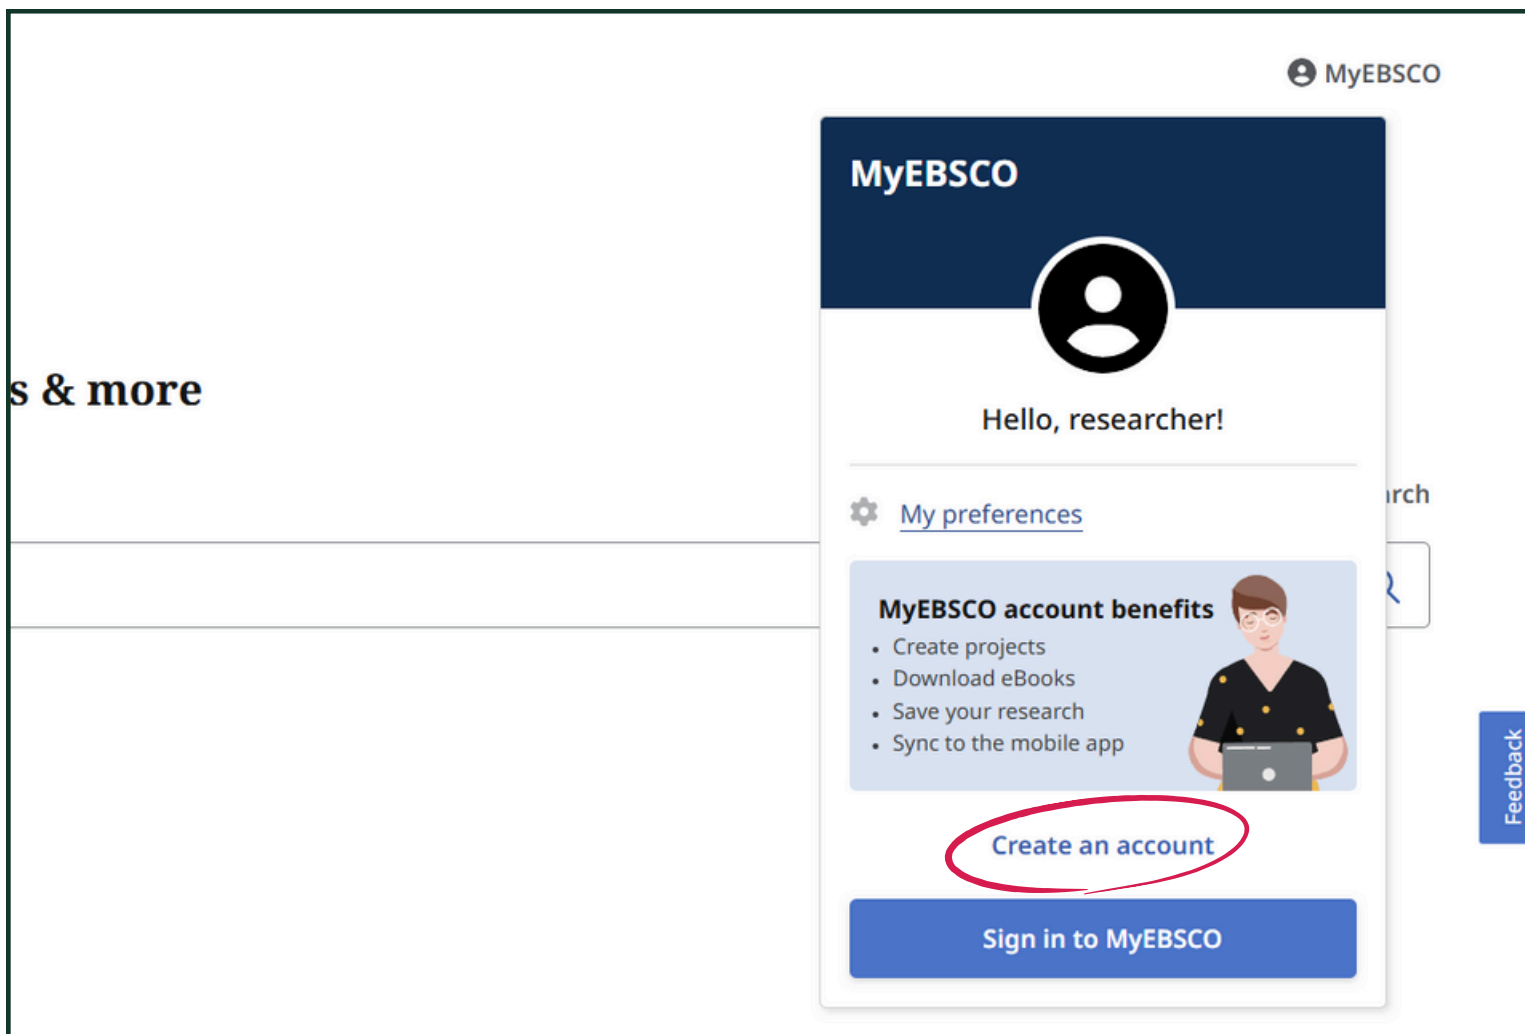 MyEBSCO
MyEBSCO
s & more
Hello, researcher!
My preferences
MyEBSCO account benefits
• Create projects
• Download eBooks
• Save your research
• Sync to the mobile app
Create an account
Sign in to MyEBSCO
Feedback